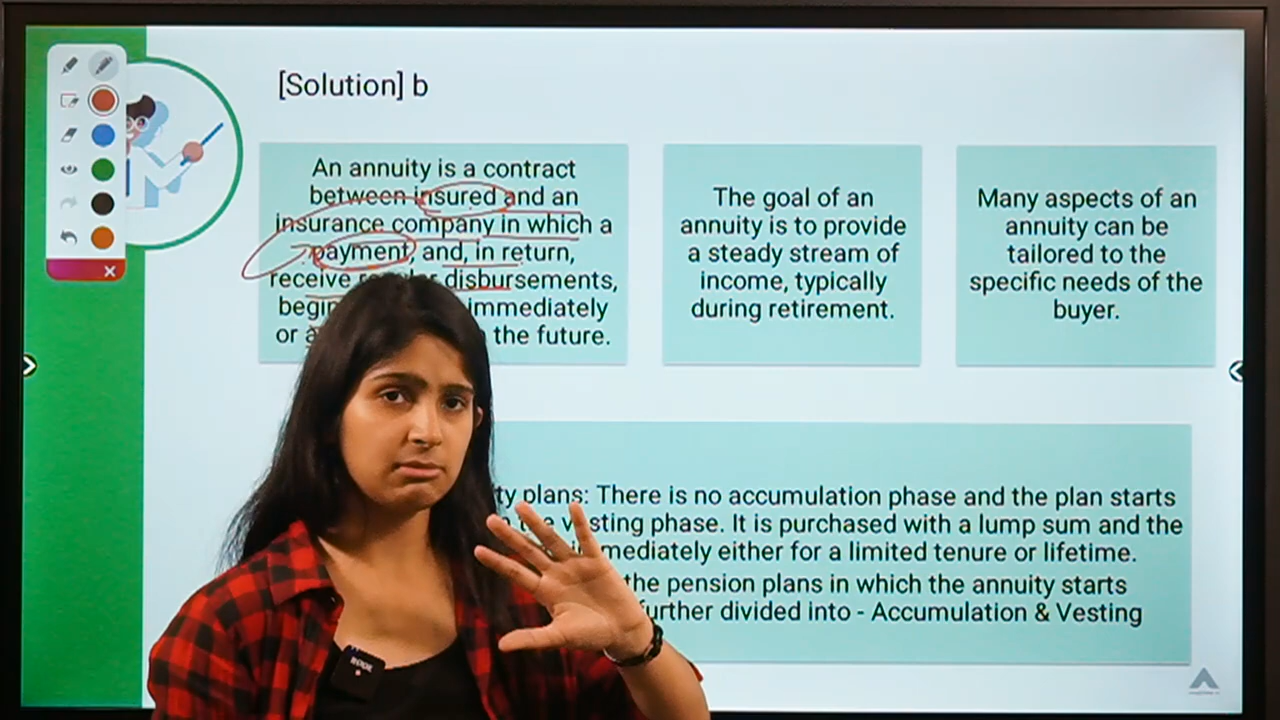 [Solution] b
An annuity is a contract
between insured and an
insurance company in which a
payment, and, in return,
receive disbursements,
immediately
or the future.
The goal of an
annuity is to provide
a steady stream of
income, typically
during retirement.
Many aspects of an
annuity can be
tailored to the
specific needs of the
buyer.
plans: There is no accumulation phase and the plan starts
phase. It is purchased with a lump sum and the
either for a limited tenure or lifetime.
the pension plans in which the annuity starts
further divided into - Accumulation & Vesting